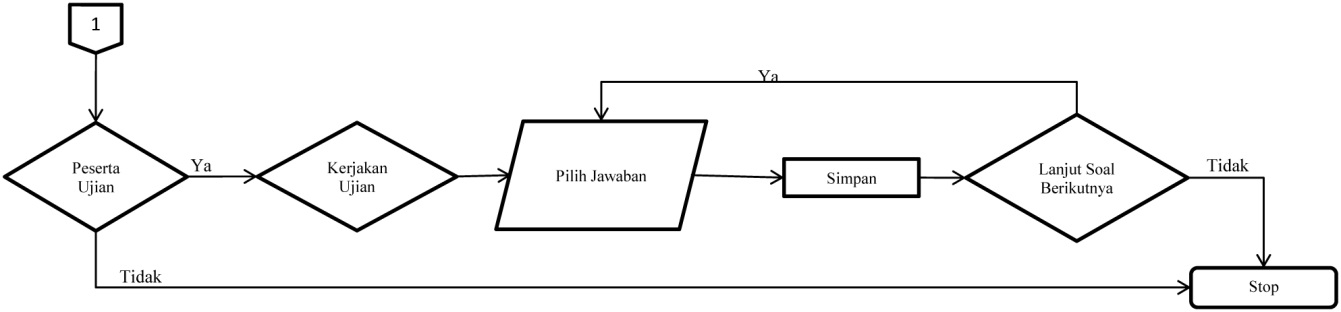 1
Ya
Peserta
Ujian
Ya
Kerjakan
Ujian
Pilih Jawaban
Simpan
Lanjut Soal
Berikutnya
Tidak
Tidak
Stop